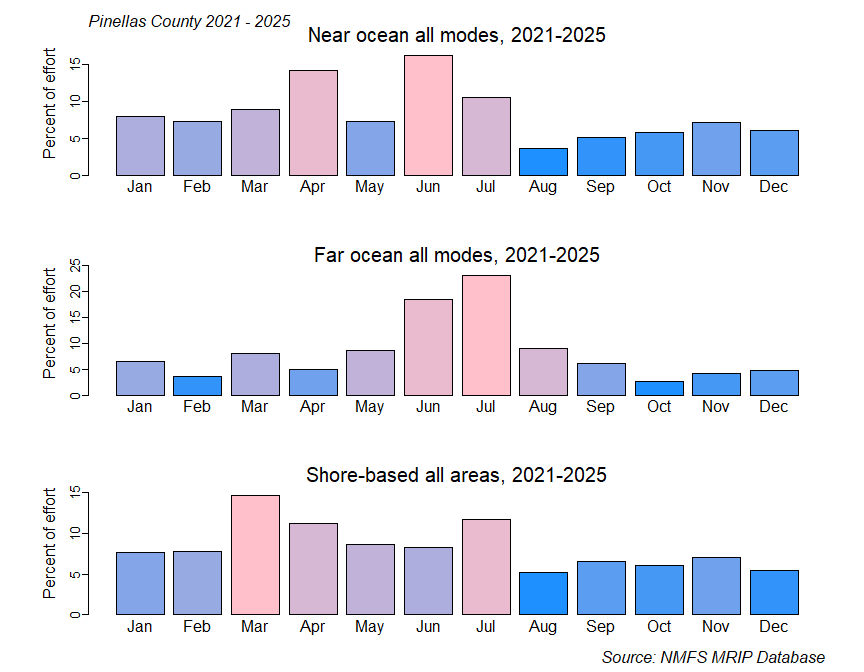 Pinellas County 2021 - 2025
Near ocean all modes, 2021-2025
Percent of effort
0 5 10 15
Jan Feb Mar Apr May Jun Jul Aug Sep Oct Nov Dec
Far ocean all modes, 2021-2025
Percent of effort
0 5 10 15 20 25
Jan Feb Mar Apr May Jun Jul Aug Sep Oct Nov Dec
Shore-based all areas, 2021-2025
Percent of effort
0 5 10 15
Jan Feb Mar Apr May Jun Jul Aug Sep Oct Nov Dec
Source: NMFS MRIP Database